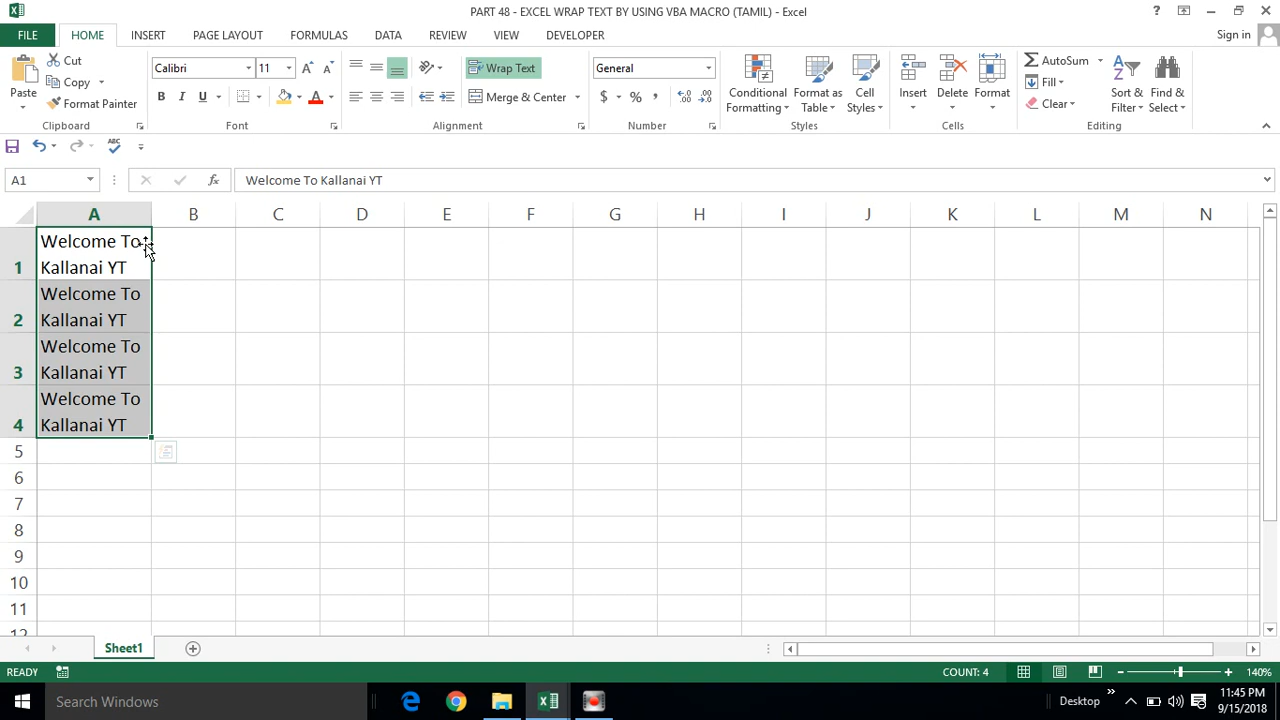 PART 48 - EXCEL WRAP TEXT BY USING VBA MACRO (TAMIL) - Excel
FILE HOME INSERT PAGE LAYOUT FORMULAS DATA REVIEW VIEW DEVELOPER Sign in
Paste
Cut
Copy
Format Painter
Clipboard
Calibri 11
B I U
Font
Wrap Text
Merge & Center
Alignment
General
$ % ,
Number
Conditional Formatting
Format as Table
Cell Styles
Styles
Insert Delete Format
Cells
AutoSum
Fill
Clear
Sort & Filter
Find & Select
Editing
A1 fx Welcome To Kallanai YT
A B C D E F G H I J K L M N
Welcome To
1 Kallanai YT
Welcome To
2 Kallanai YT
Welcome To
3 Kallanai YT
Welcome To
4 Kallanai YT
5
6
7
8
9
10
11
12
Sheet1
READY COUNT: 4 140%
Search Windows Desktop 11:45 PM
9/15/2018